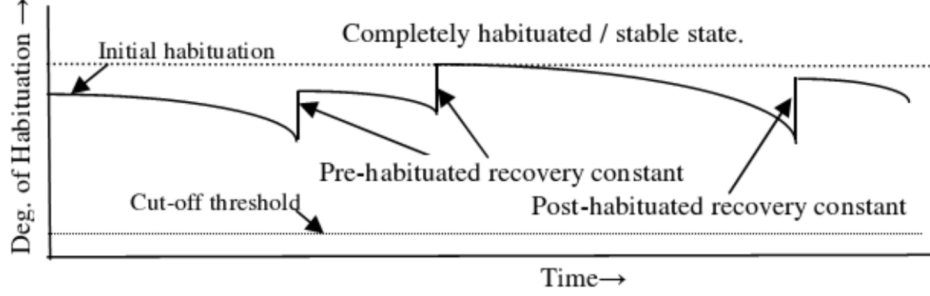 Completely habituated / stable state.
Initial habituation
Deg. of Habituation →
Pre-habituated recovery constant
Cut-off threshold
Post-habituated recovery constant
Time→